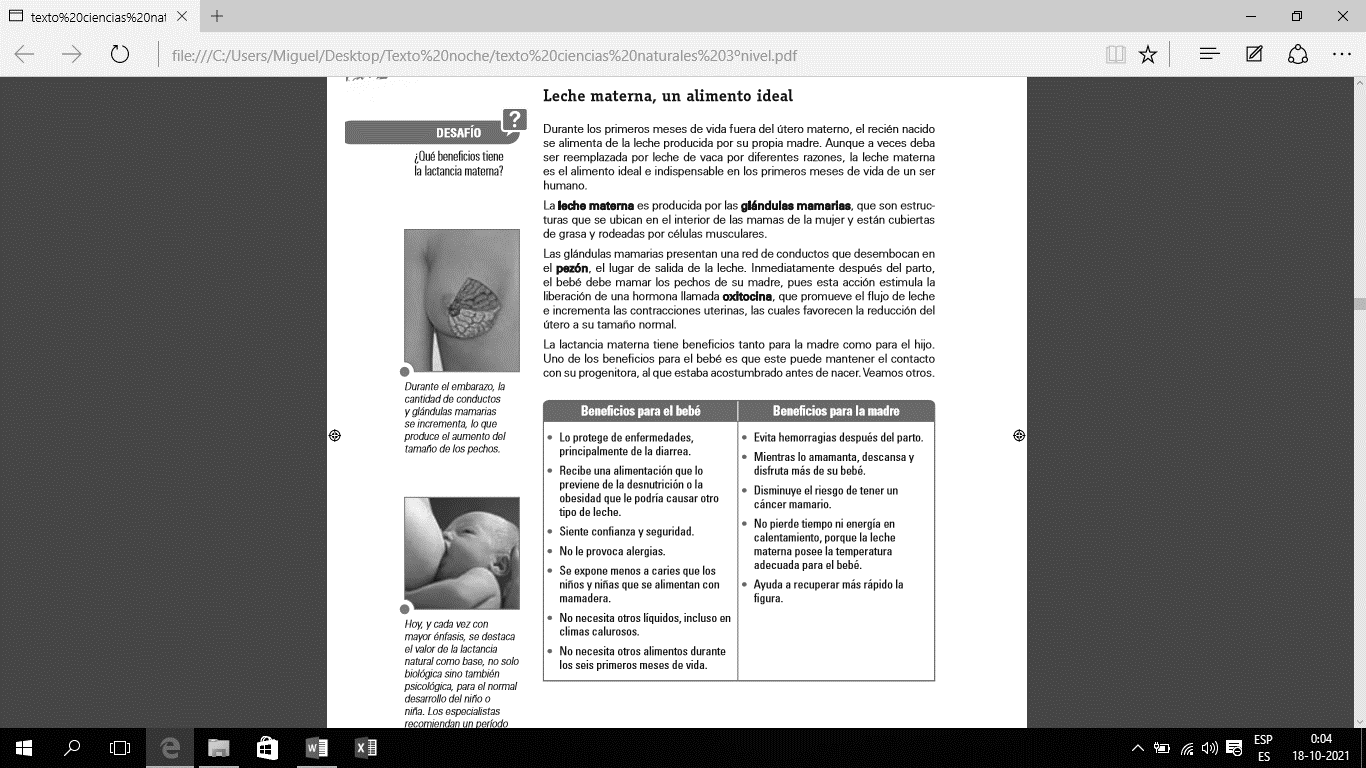 texto%20ciencias%20nat
file:///C:/Users/Miguel/Desktop/Texto%20noche/texto%20ciencias%20naturales%203ºnivel.pdf
DESAFÍO
?
¿Qué beneficios tiene
la lactancia materna?
Durante el embarazo, la
cantidad de conductos
y glándulas mamarias
se incrementa, lo que
produce el aumento del
tamaño de los pechos.
Hoy, y cada vez con
mayor énfasis, se destaca
el valor de la lactancia
natural como base, no solo
biológica sino también
psicológica, para el normal
desarrollo del niño o
niña. Los especialistas
recomiendan un período
Leche materna, un alimento ideal
Durante los primeros meses de vida fuera del útero materno, el recién nacido
se alimenta de la leche producida por su propia madre. Aunque a veces deba
ser reemplazada por leche de vaca por diferentes razones, la leche materna
es el alimento ideal e indispensable en los primeros meses de vida de un ser
humano.
La leche materna es producida por las glándulas mamarias, que son estruc-
turas que se ubican en el interior de las mamas de la mujer y están cubiertas
de grasa y rodeadas por células musculares.
Las glándulas mamarias presentan una red de conductos que desembocan en
el pezón, el lugar de salida de la leche. Inmediatamente después del parto,
el bebé debe mamar los pechos de su madre, pues esta acción estimula la
liberación de una hormona llamada oxitocina, que promueve el flujo de leche
e incrementa las contracciones uterinas, las cuales favorecen la reducción del
útero a su tamaño normal.
La lactancia materna tiene beneficios tanto para la madre como para el hijo.
Uno de los beneficios para el bebé es que este puede mantener el contacto
con su progenitora, al que estaba acostumbrado antes de nacer. Veamos otros.
Beneficios para el bebé
• Lo protege de enfermedades,
principalmente de la diarrea.
• Recibe una alimentación que lo
previene de la desnutrición o la
obesidad que le podría causar otro
tipo de leche.
• Siente confianza y seguridad.
• No le provoca alergias.
• Se expone menos a caries que los
niños y niñas que se alimentan con
mamadera.
• No necesita otros líquidos, incluso en
climas calurosos.
• No necesita otros alimentos durante
los seis primeros meses de vida.
Beneficios para la madre
• Evita hemorragias después del parto.
• Mientras lo amamanta, descansa y
disfruta más de su bebé.
• Disminuye el riesgo de tener un
cáncer mamario.
• No pierde tiempo ni energía en
calentamiento, porque la leche
materna posee la temperatura
adecuada para el bebé.
• Ayuda a recuperar más rápido la
figura.
ESP
ES
0:04
18-10-2021